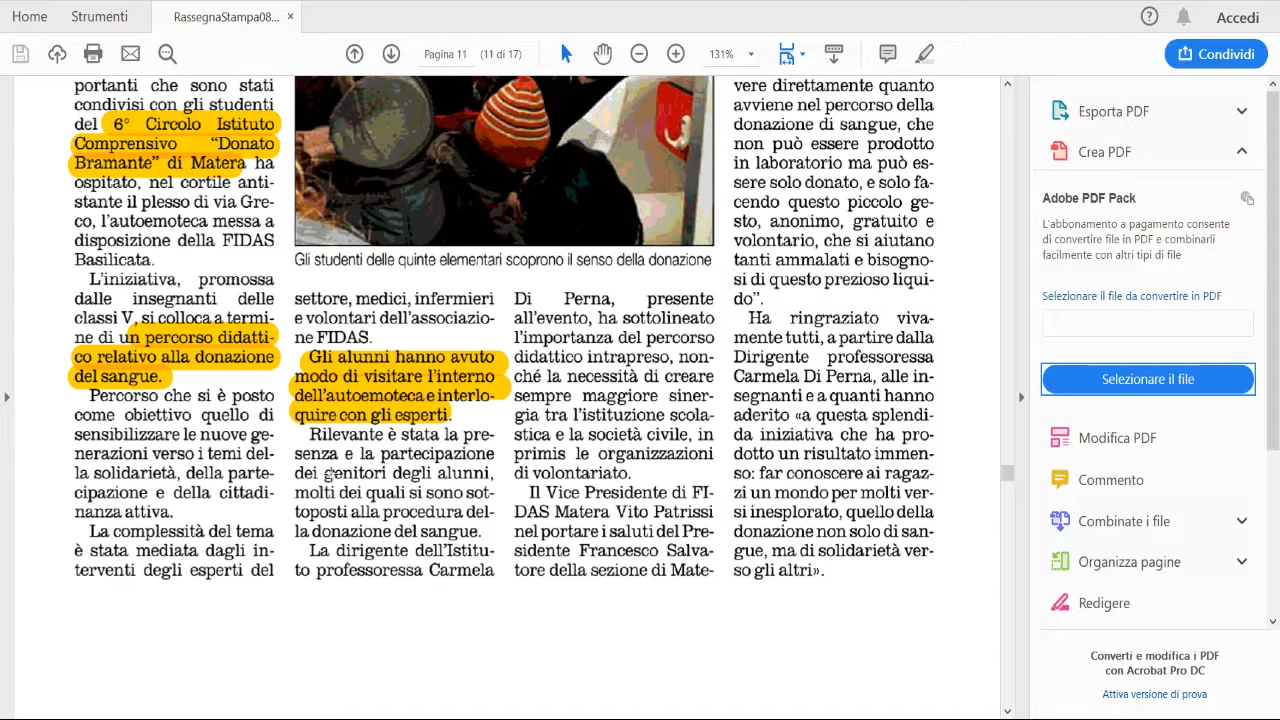 Home
Strumenti
RassegnaStampa08...
Accedi
Pagina 11
(11 di 17)
131%
Condividi
portanti che sono stati
condivisi con gli studenti
del 6° Circolo Istituto
Comprensivo “Donato
Bramante” di Matera ha
ospitato, nel cortile anti-
stante il plesso di via Gre-
co, l’autoemoteca messa a
disposizione della FIDAS
Basilicata.
L’iniziativa, promossa
dalle insegnanti delle
classi V, si colloca a termi-
ne di un percorso didatti-
co relativo alla donazione
del sangue.
Percorso che si è posto
come obiettivo quello di
sensibilizzare le nuove ge-
nerazioni verso i temi del-
la solidarietà, della parte-
cipazione e della cittadi-
nanza attiva.
La complessità del tema
è stata mediata dagli in-
terventi degli esperti del
Gli studenti delle quinte elementari scoprono il senso della donazione
settore, medici, infermieri
e volontari dell’associazio-
ne FIDAS.
Gli alunni hanno avuto
modo di visitare l’interno
dell’autoemoteca e interlo-
quire con gli esperti.
Rilevante è stata la pre-
senza e la partecipazione
dei genitori degli alunni,
molti dei quali si sono sot-
toposti alla procedura del-
la donazione del sangue.
La dirigente dell’Istitu-
to professoressa Carmela
Di Perna, presente
all’evento, ha sottolineato
l’importanza del percorso
didattico intrapreso, non-
ché la necessità di creare
sempre maggiore siner-
gia tra l’istituzione scola-
stica e la società civile, in
primis le organizzazioni
di volontariato.
Il Vice Presidente di FI-
DAS Matera Vito Patrissi
nel portare i saluti del Pre-
sidente Francesco Salva-
tore della sezione di Mate-
vere direttamente quanto
avviene nel percorso della
donazione di sangue, che
non può essere prodotto
in laboratorio ma può es-
sere solo donato, e solo fa-
cendo questo piccolo ge-
sto, anonimo, gratuito e
volontario, che si aiutano
tanti ammalati e bisogno-
si di questo prezioso liqui-
do”.
Ha ringraziato viva-
mente tutti, a partire dalla
Dirigente professoressa
Carmela Di Perna, alle in-
segnanti e a quanti hanno
aderito «a questa splendi-
da iniziativa che ha pro-
dotto un risultato immen-
so: far conoscere ai ragaz-
zi un mondo per molti ver-
si inesplorato, quello della
donazione non solo di san-
gue, ma di solidarietà ver-
so gli altri».
Esporta PDF
Crea PDF
Adobe PDF Pack
L'abbonamento a pagamento consente
di convertire file in PDF e combinarli
facilmente con altri tipi di file
Selezionare il file da convertire in PDF
Selezionare il file
Modifica PDF
Commento
Combinate i file
Organizza pagine
Redigere
Converti e modifica i PDF
con Acrobat Pro DC
Attiva versione di prova